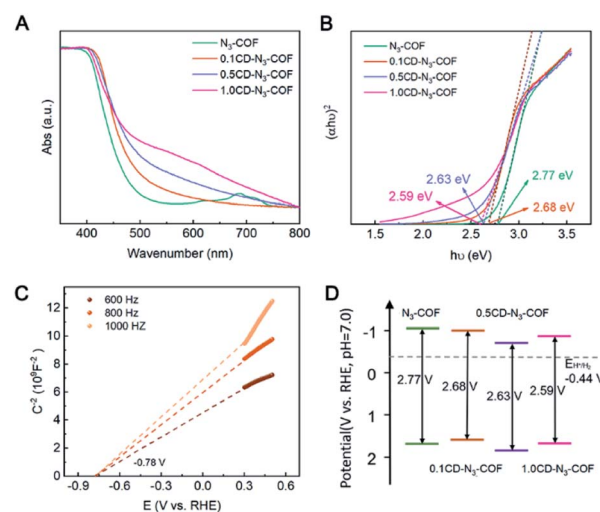 A
N₃-COF
0.1CD-N₃-COF
0.5CD-N₃-COF
1.0CD-N₃-COF
Abs (a.u.)
400 500 600 700 800
Wavenumber (nm)
B
N₃-COF
0.1CD-N₃-COF
0.5CD-N₃-COF
1.0CD-N₃-COF
(αhυ)²
2.63 eV
2.59 eV
2.77 eV
2.68 eV
1.5 2.0 2.5 3.0 3.5
hυ (eV)
C
600 Hz
800 Hz
1000 HZ
C⁻² (10⁹F⁻²)
12
10
8
6
4
2
0
-0.78 V
-0.9 -0.6 -0.3 0.0 0.3 0.6
E (V vs. RHE)
D
Potential(V vs. RHE, pH=7.0)
-1
0
1
2
N₃-COF
0.5CD-N₃-COF
2.77 V
2.68 V
2.63 V
2.59 V
E_H⁺/H₂
-0.44 V
0.1CD-N₃-COF
1.0CD-N₃-COF